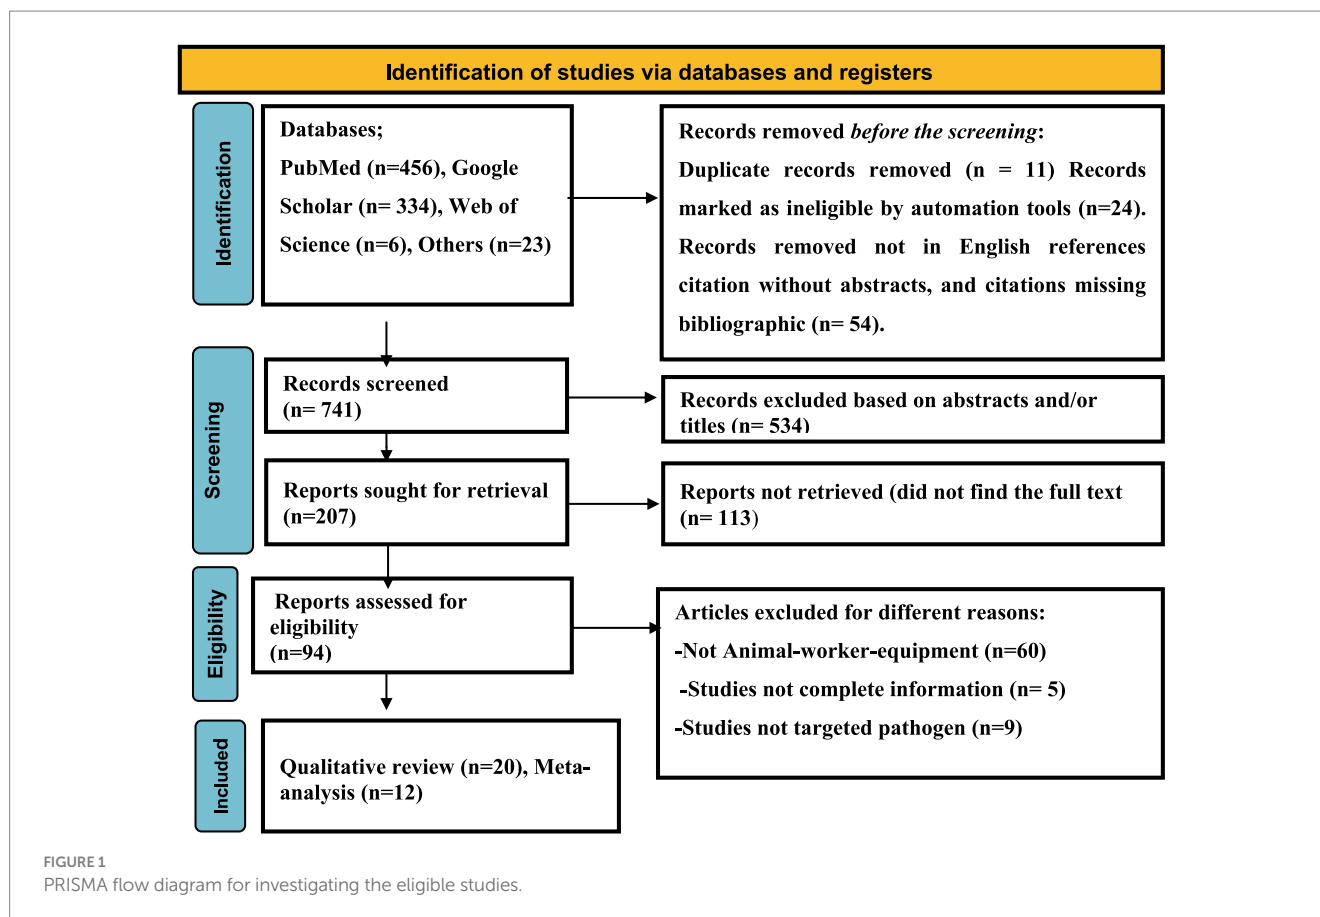 Identification of studies via databases and registers
Identification
Databases;
PubMed (n=456), Google
Scholar (n= 334), Web of
Science (n=6), Others (n=23)
Records removed before the screening:
Duplicate records removed (n = 11) Records
marked as ineligible by automation tools (n=24).
Records removed not in English references
citation without abstracts, and citations missing
bibliographic (n= 54).
Screening
Records screened
(n= 741)
Records excluded based on abstracts and/or
titles (n= 534)
Reports sought for retrieval
(n=207)
Reports not retrieved (did not find the full text
(n= 113)
Eligibility
Reports assessed for
eligibility
(n=94)
Articles excluded for different reasons:
-Not Animal-worker-equipment (n=60)
-Studies not complete information (n= 5)
-Studies not targeted pathogen (n=9)
Included
Qualitative review (n=20), Meta-
analysis (n=12)
FIGURE 1
PRISMA flow diagram for investigating the eligible studies.